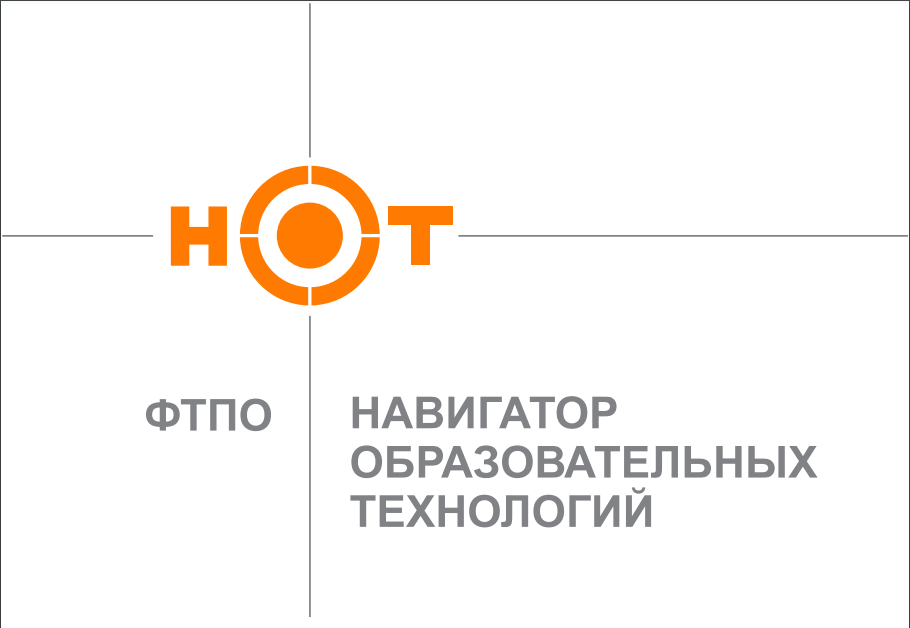 НОТ
ФТПО
НАВИГАТОР
ОБРАЗОВАТЕЛЬНЫХ
ТЕХНОЛОГИЙ